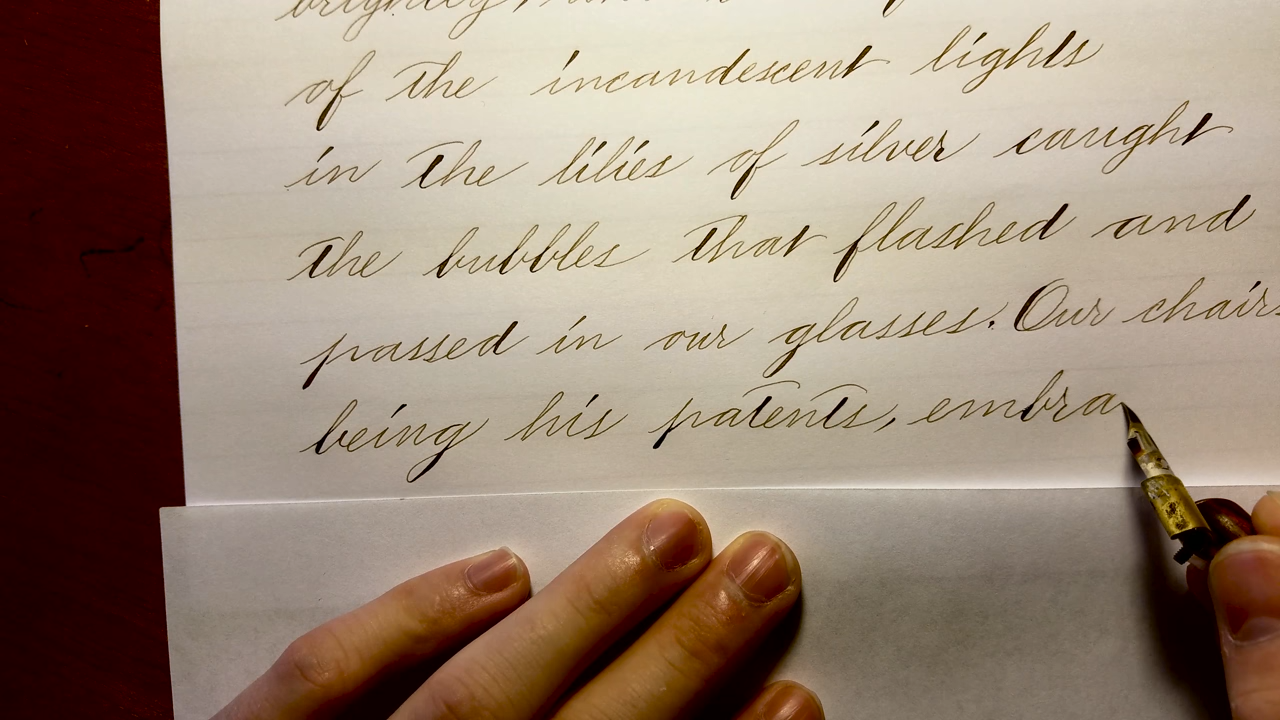 brightly,
of the incandescent lights
in the lilies of silver caught
the bubbles that flashed and
passed in our glasses. Our chairs
being his patents, embra